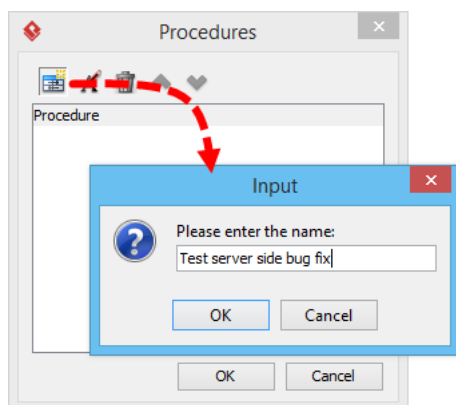 Procedures
Procedure
Input
Please enter the name:
Test server side bug fix
OK
Cancel
OK
Cancel